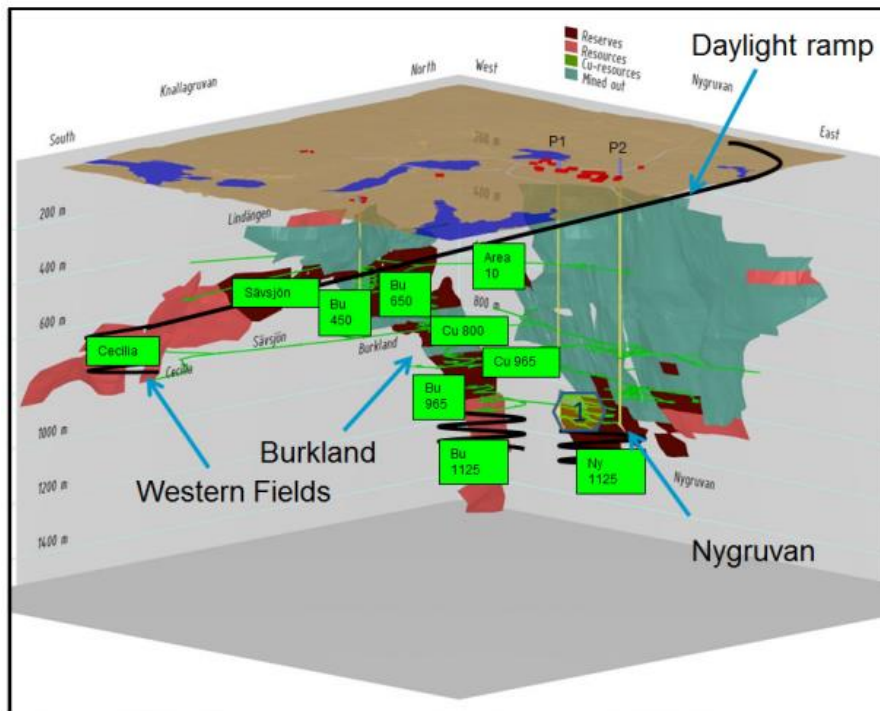 Reserves
Resources
Cu-resources
Mined out
Daylight ramp
Knallagruvan
North
West
Nygruvan
South
East
P1
P2
200 m
200 m
400 m
Lindängen
400 m
Area
10
Sävsjön
Bu
650
Bu
450
800 m
600 m
Cu 800
Cecilia
Sävsjön
Burkland
Cu 965
Cecilia
Bu
965
1
1000 m
Burkland
Bu
1125
Ny
1125
Western Fields
Nygruvan
1200 m
Nygruvan
1400 m